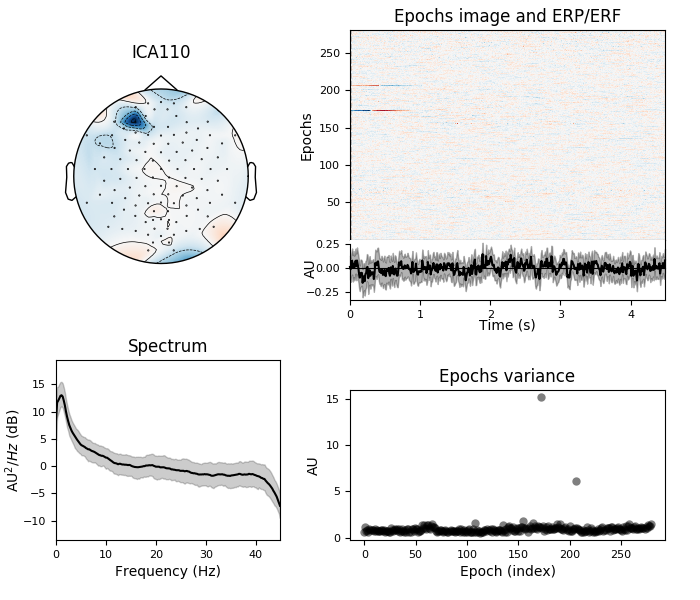 ICA110
Epochs image and ERP/ERF
Epochs
250
200
150
100
50
AU
0.25
0.00
−0.25
0 1 2 3 4
Time (s)
Spectrum
AU²/Hz (dB)
15
10
5
0
−5
−10
0 10 20 30 40
Frequency (Hz)
Epochs variance
AU
15
10
5
0
0 50 100 150 200 250
Epoch (index)